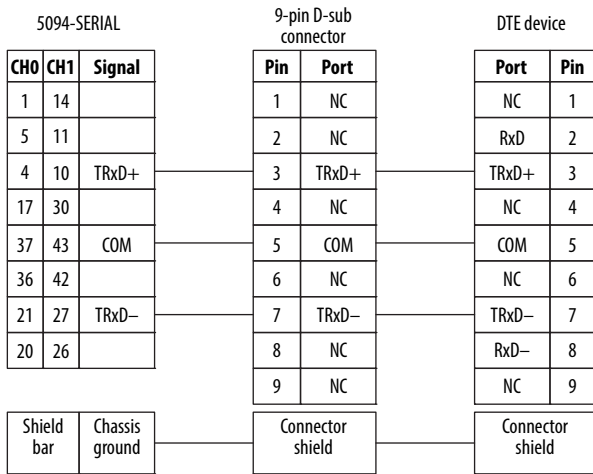 5094-SERIAL
9-pin D-sub
connector
DTE device
CH0 CH1 Signal
Pin Port
Port Pin
1 14
1 NC
NC 1
5 11
2 NC
RxD 2
4 10 TRxD+
3 TRxD+
TRxD+ 3
17 30
4 NC
NC 4
37 43 COM
5 COM
COM 5
36 42
6 NC
NC 6
21 27 TRxD–
7 TRxD–
TRxD– 7
20 26
8 NC
RxD– 8
9 NC
NC 9
Shield
bar
Chassis
ground
Connector
shield
Connector
shield